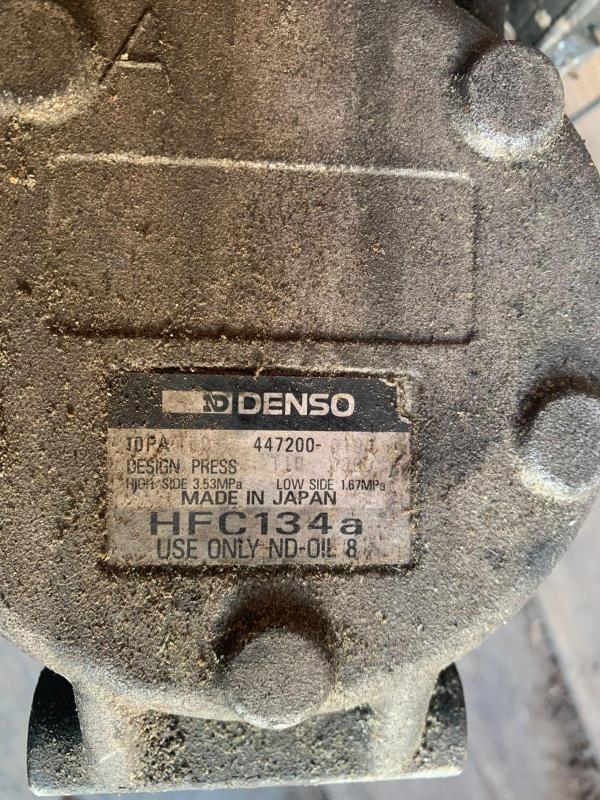 A
ND DENSO
10PA 447200-
DESIGN PRESS
HIGH SIDE 3.53MPa LOW SIDE 1.67MPa
MADE IN JAPAN
HFC134a
USE ONLY ND-OIL 8